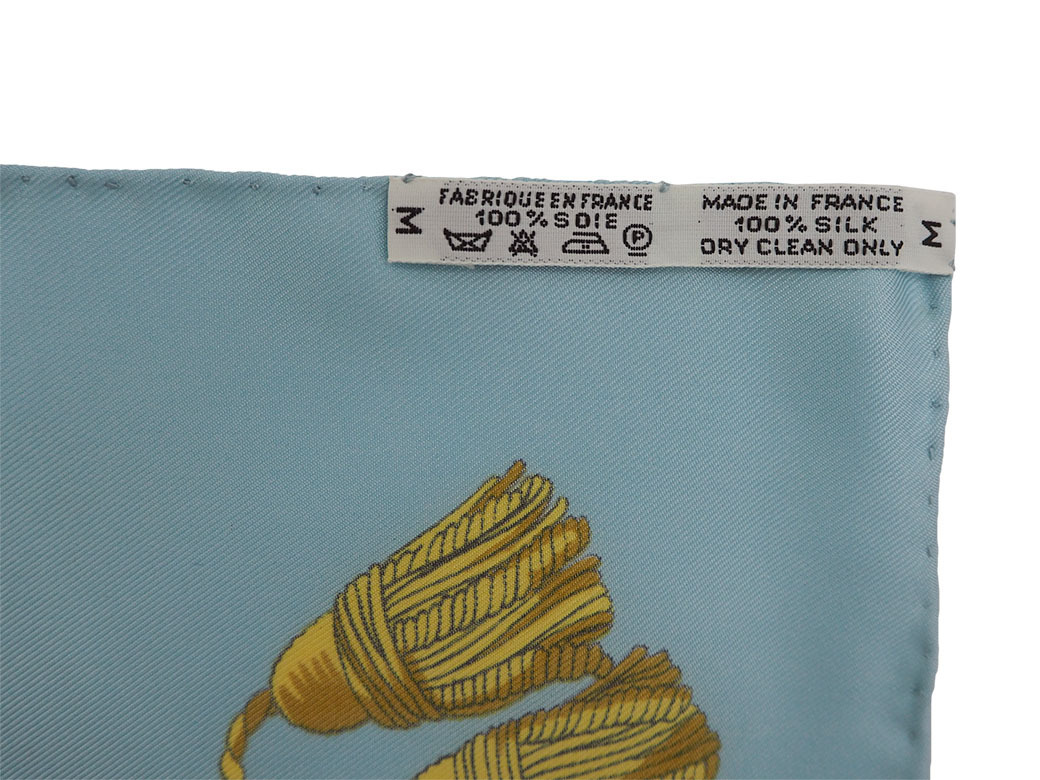 M
FABRIQUE EN FRANCE
100% SOIE
P
MADE IN FRANCE
100% SILK
DRY CLEAN ONLY
M